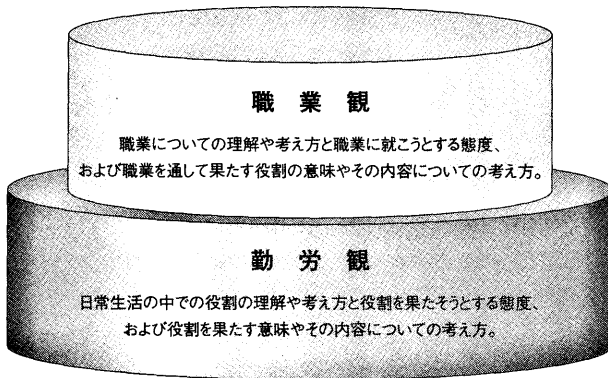 職業観
職業についての理解や考え方と職業に就こうとする態度、
および職業を通して果たす役割の意味やその内容についての考え方。
勤労観
日常生活の中での役割の理解や考え方と役割を果たそうとする態度、
および役割を果たす意味やその内容についての考え方。